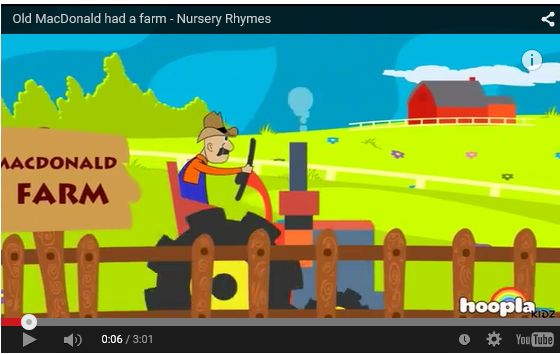 Old MacDonald had a farm - Nursery Rhymes
i
MACDONALD
FARM
hoopla
KIDZ
0:06 / 3:01
YouTube